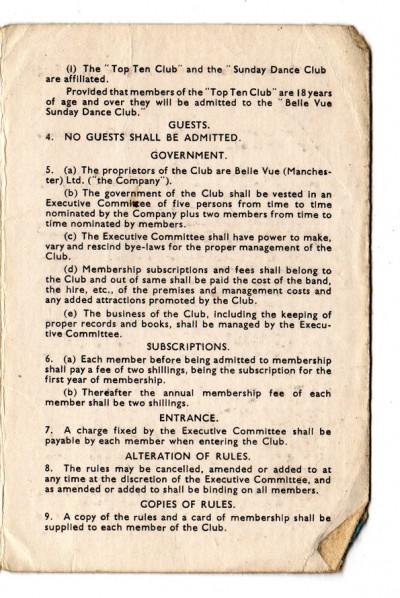 (l) The "Top Ten Club" and the "Sunday Dance Club
are affiliated.
Provided that members of the "Top Ten Club" are 18 years
of age and over they will be admitted to the "Belle Vue
Sunday Dance Club."
GUESTS.
4. NO GUESTS SHALL BE ADMITTED.
GOVERNMENT.
5. (a) The proprietors of the Club are Belle Vue (Manches-
ter) Ltd. ("the Company").
(b) The government of the Club shall be vested in an
Executive Committee of five persons from time to time
nominated by the Company plus two members from time to
time nominated by members.
(c) The Executive Committee shall have power to make,
vary and rescind bye-laws for the proper management of the
Club.
(d) Membership subscriptions and fees shall belong to
the Club and out of same shall be paid the cost of the band,
the hire, etc., of the premises and management costs and
any added attractions promoted by the Club.
(e) The business of the Club, including the keeping of
proper records and books, shall be managed by the Execu-
tive Committee.
SUBSCRIPTIONS.
6. (a) Each member before being admitted to membership
shall pay a fee of two shillings, being the subscription for the
first year of membership.
(b) Thereafter the annual membership fee of each
member shall be two shillings.
ENTRANCE.
7. A charge fixed by the Executive Committee shall be
payable by each member when entering the Club.
ALTERATION OF RULES.
8. The rules may be cancelled, amended or added to at
any time at the discretion of the Executive Committee, and
as amended or added to shall be binding on all members.
COPIES OF RULES.
9. A copy of the rules and a card of membership shall be
supplied to each member of the Club.